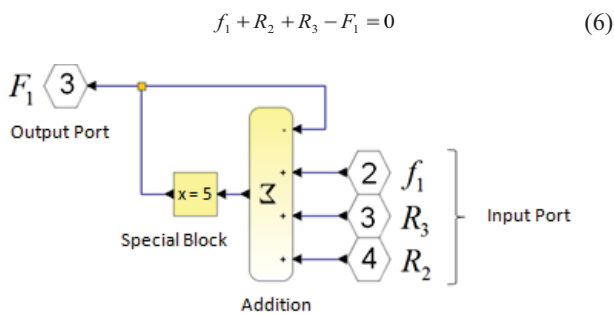 f₁ + R₂ + R₃ − F₁ = 0 (6)
F₁ 3
Output Port
-
+ 2 f₁
x = 5 Σ + 3 R₃ Input Port
Special Block
+ 4 R₂
Addition